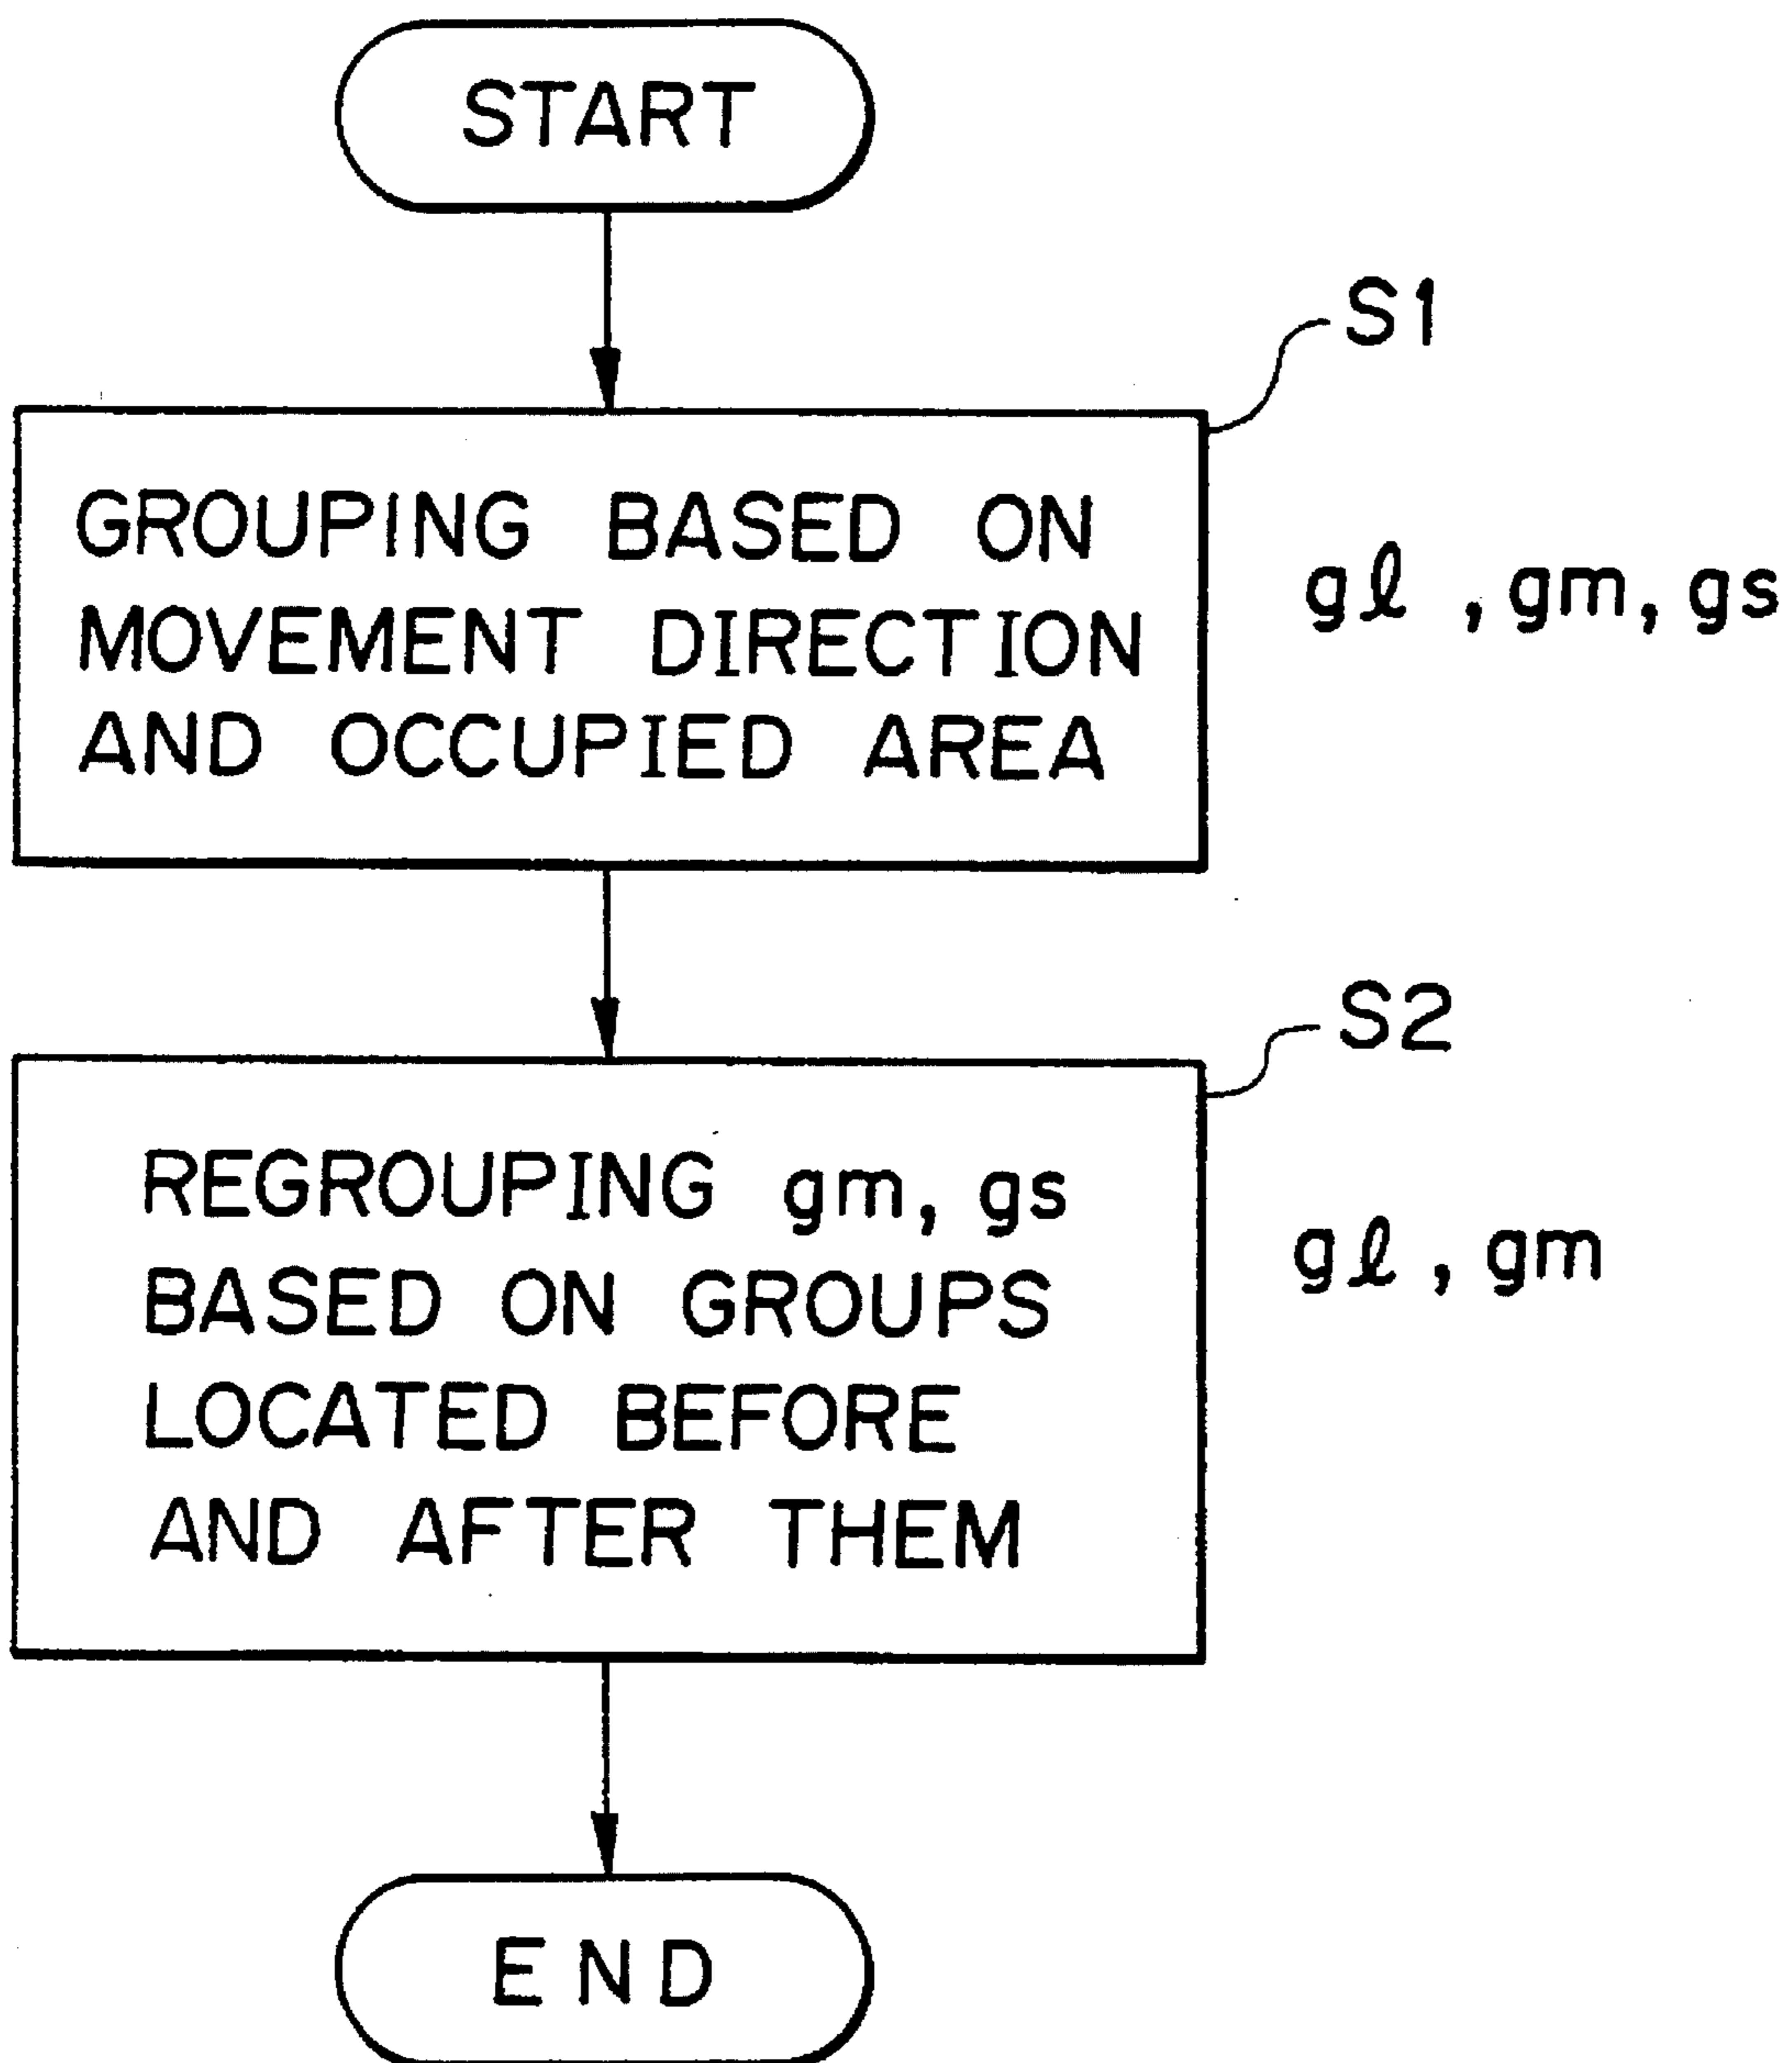 START
S1
GROUPING BASED ON
MOVEMENT DIRECTION
AND OCCUPIED AREA
gℓ, gm, gs
S2
REGROUPING gm, gs
BASED ON GROUPS
LOCATED BEFORE
AND AFTER THEM
gℓ, gm
END